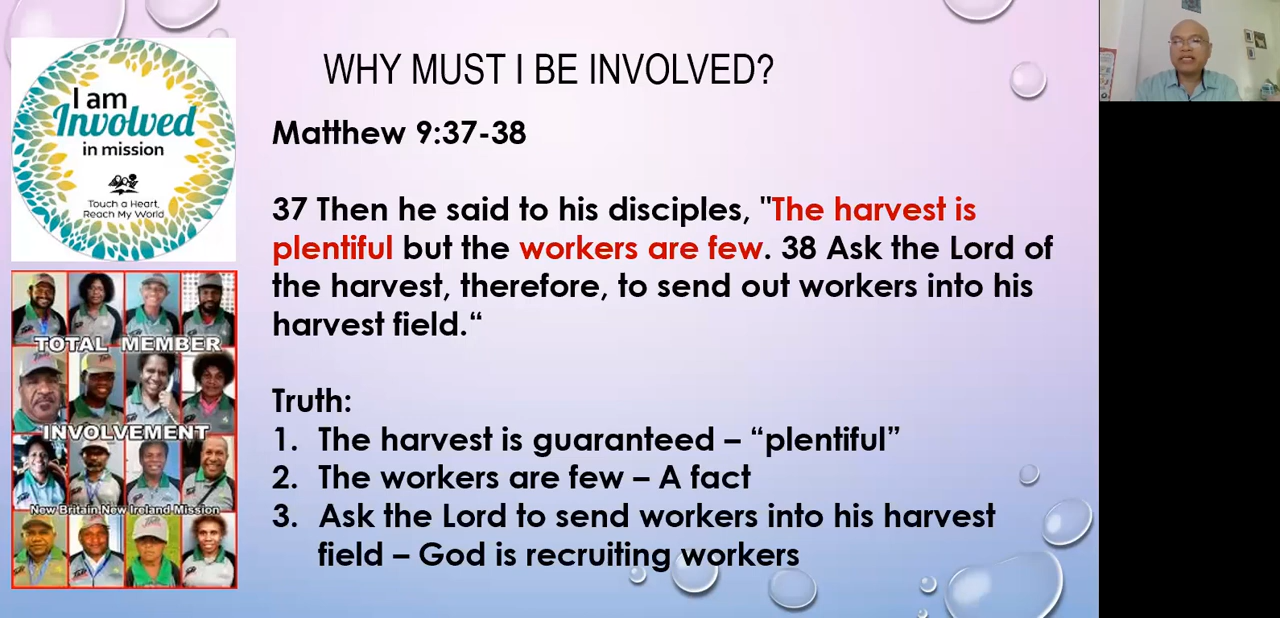 WHY MUST I BE INVOLVED?
I am
Involved
in mission
Touch a Heart,
Reach My World
Matthew 9:37-38
37 Then he said to his disciples, "The harvest is
plentiful but the workers are few. 38 Ask the Lord of
the harvest, therefore, to send out workers into his
harvest field.“
Truth:
1. The harvest is guaranteed – “plentiful”
2. The workers are few – A fact
3. Ask the Lord to send workers into his harvest
field – God is recruiting workers
TOTAL MEMBER
INVOLVEMENT
New Britain New Ireland Mission